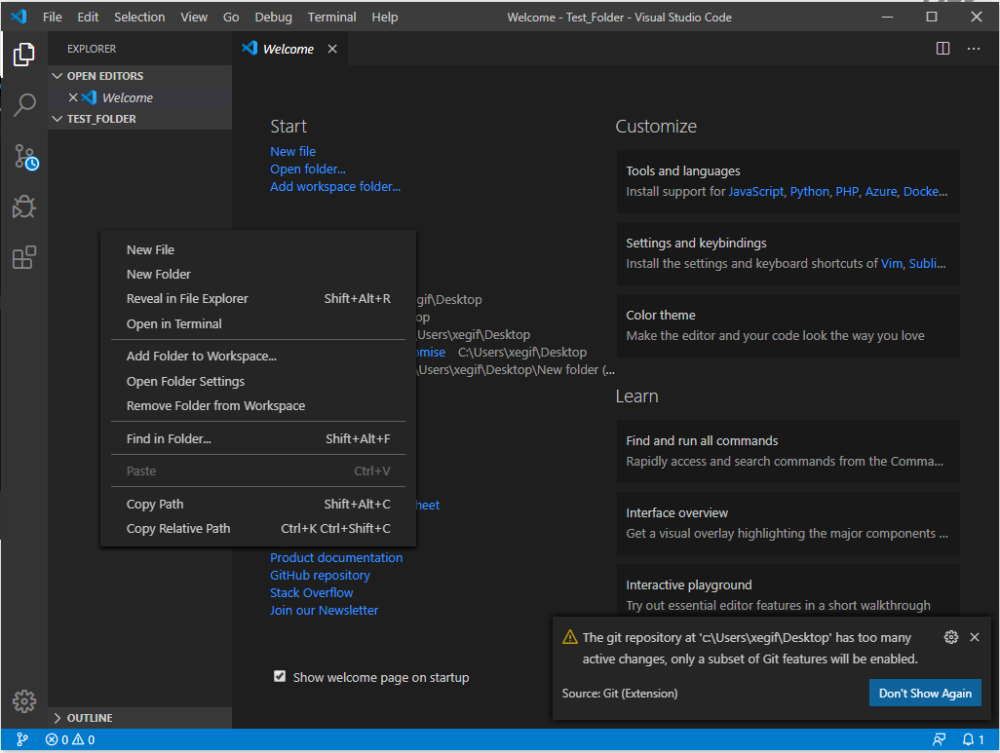 File Edit Selection View Go Debug Terminal Help
Welcome - Test_Folder - Visual Studio Code
EXPLORER
OPEN EDITORS
Welcome
TEST_FOLDER
OUTLINE
Welcome
Start
New file
Open folder...
Add workspace folder...
New File
New Folder
Reveal in File Explorer Shift+Alt+R
Open in Terminal
Add Folder to Workspace...
Open Folder Settings
Remove Folder from Workspace
Find in Folder... Shift+Alt+F
Paste Ctrl+V
Copy Path Shift+Alt+C
Copy Relative Path Ctrl+K Ctrl+Shift+C
gif\Desktop
op
\Users\xegif\Desktop
omise C:\Users\xegif\Desktop
\Users\xegif\Desktop\New folder (...
heet
Product documentation
GitHub repository
Stack Overflow
Join our Newsletter
Show welcome page on startup
Customize
Tools and languages
Install support for JavaScript, Python, PHP, Azure, Docke...
Settings and keybindings
Install the settings and keyboard shortcuts of Vim, Subli...
Color theme
Make the editor and your code look the way you love
Learn
Find and run all commands
Rapidly access and search commands from the Comma...
Interface overview
Get a visual overlay highlighting the major components ...
Interactive playground
Try out essential editor features in a short walkthrough
The git repository at 'c:\Users\xegif\Desktop' has too many
active changes, only a subset of Git features will be enabled.
Source: Git (Extension)
Don't Show Again
0 0
1